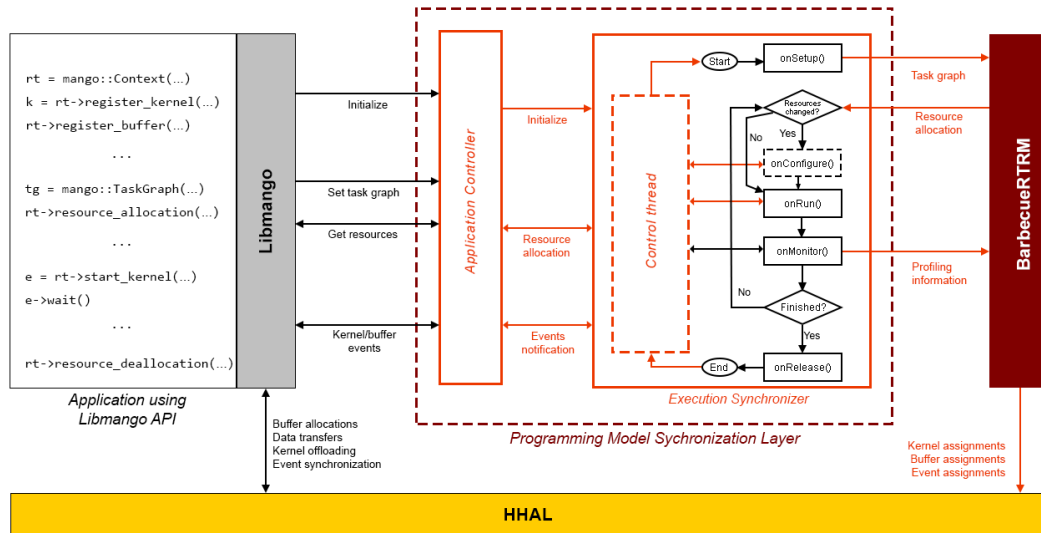 rt = mango::Context(...)
k = rt->register_kernel(...)
rt->register_buffer(...)
...
tg = mango::TaskGraph(...)
rt->resource_allocation(...)
...
e = rt->start_kernel(...)
e->wait()
...
rt->resource_deallocation(...)
Application using
Libmango API
Libmango
Initialize
Set task graph
Get resources
Kernel/buffer
events
Buffer allocations
Data transfers
Kernel offloading
Event synchronization
Application Controller
Initialize
Resource
allocation
Events
notification
Control thread
Start
onSetup()
Resources
changed?
No
Yes
onConfigure()
onRun()
onMonitor()
No
Finished?
Yes
End
onRelease()
Execution Synchronizer
Programming Model Sychronization Layer
Task graph
Resource
allocation
Profiling
information
BarbecueRTRM
Kernel assignments
Buffer assignments
Event assignments
HHAL